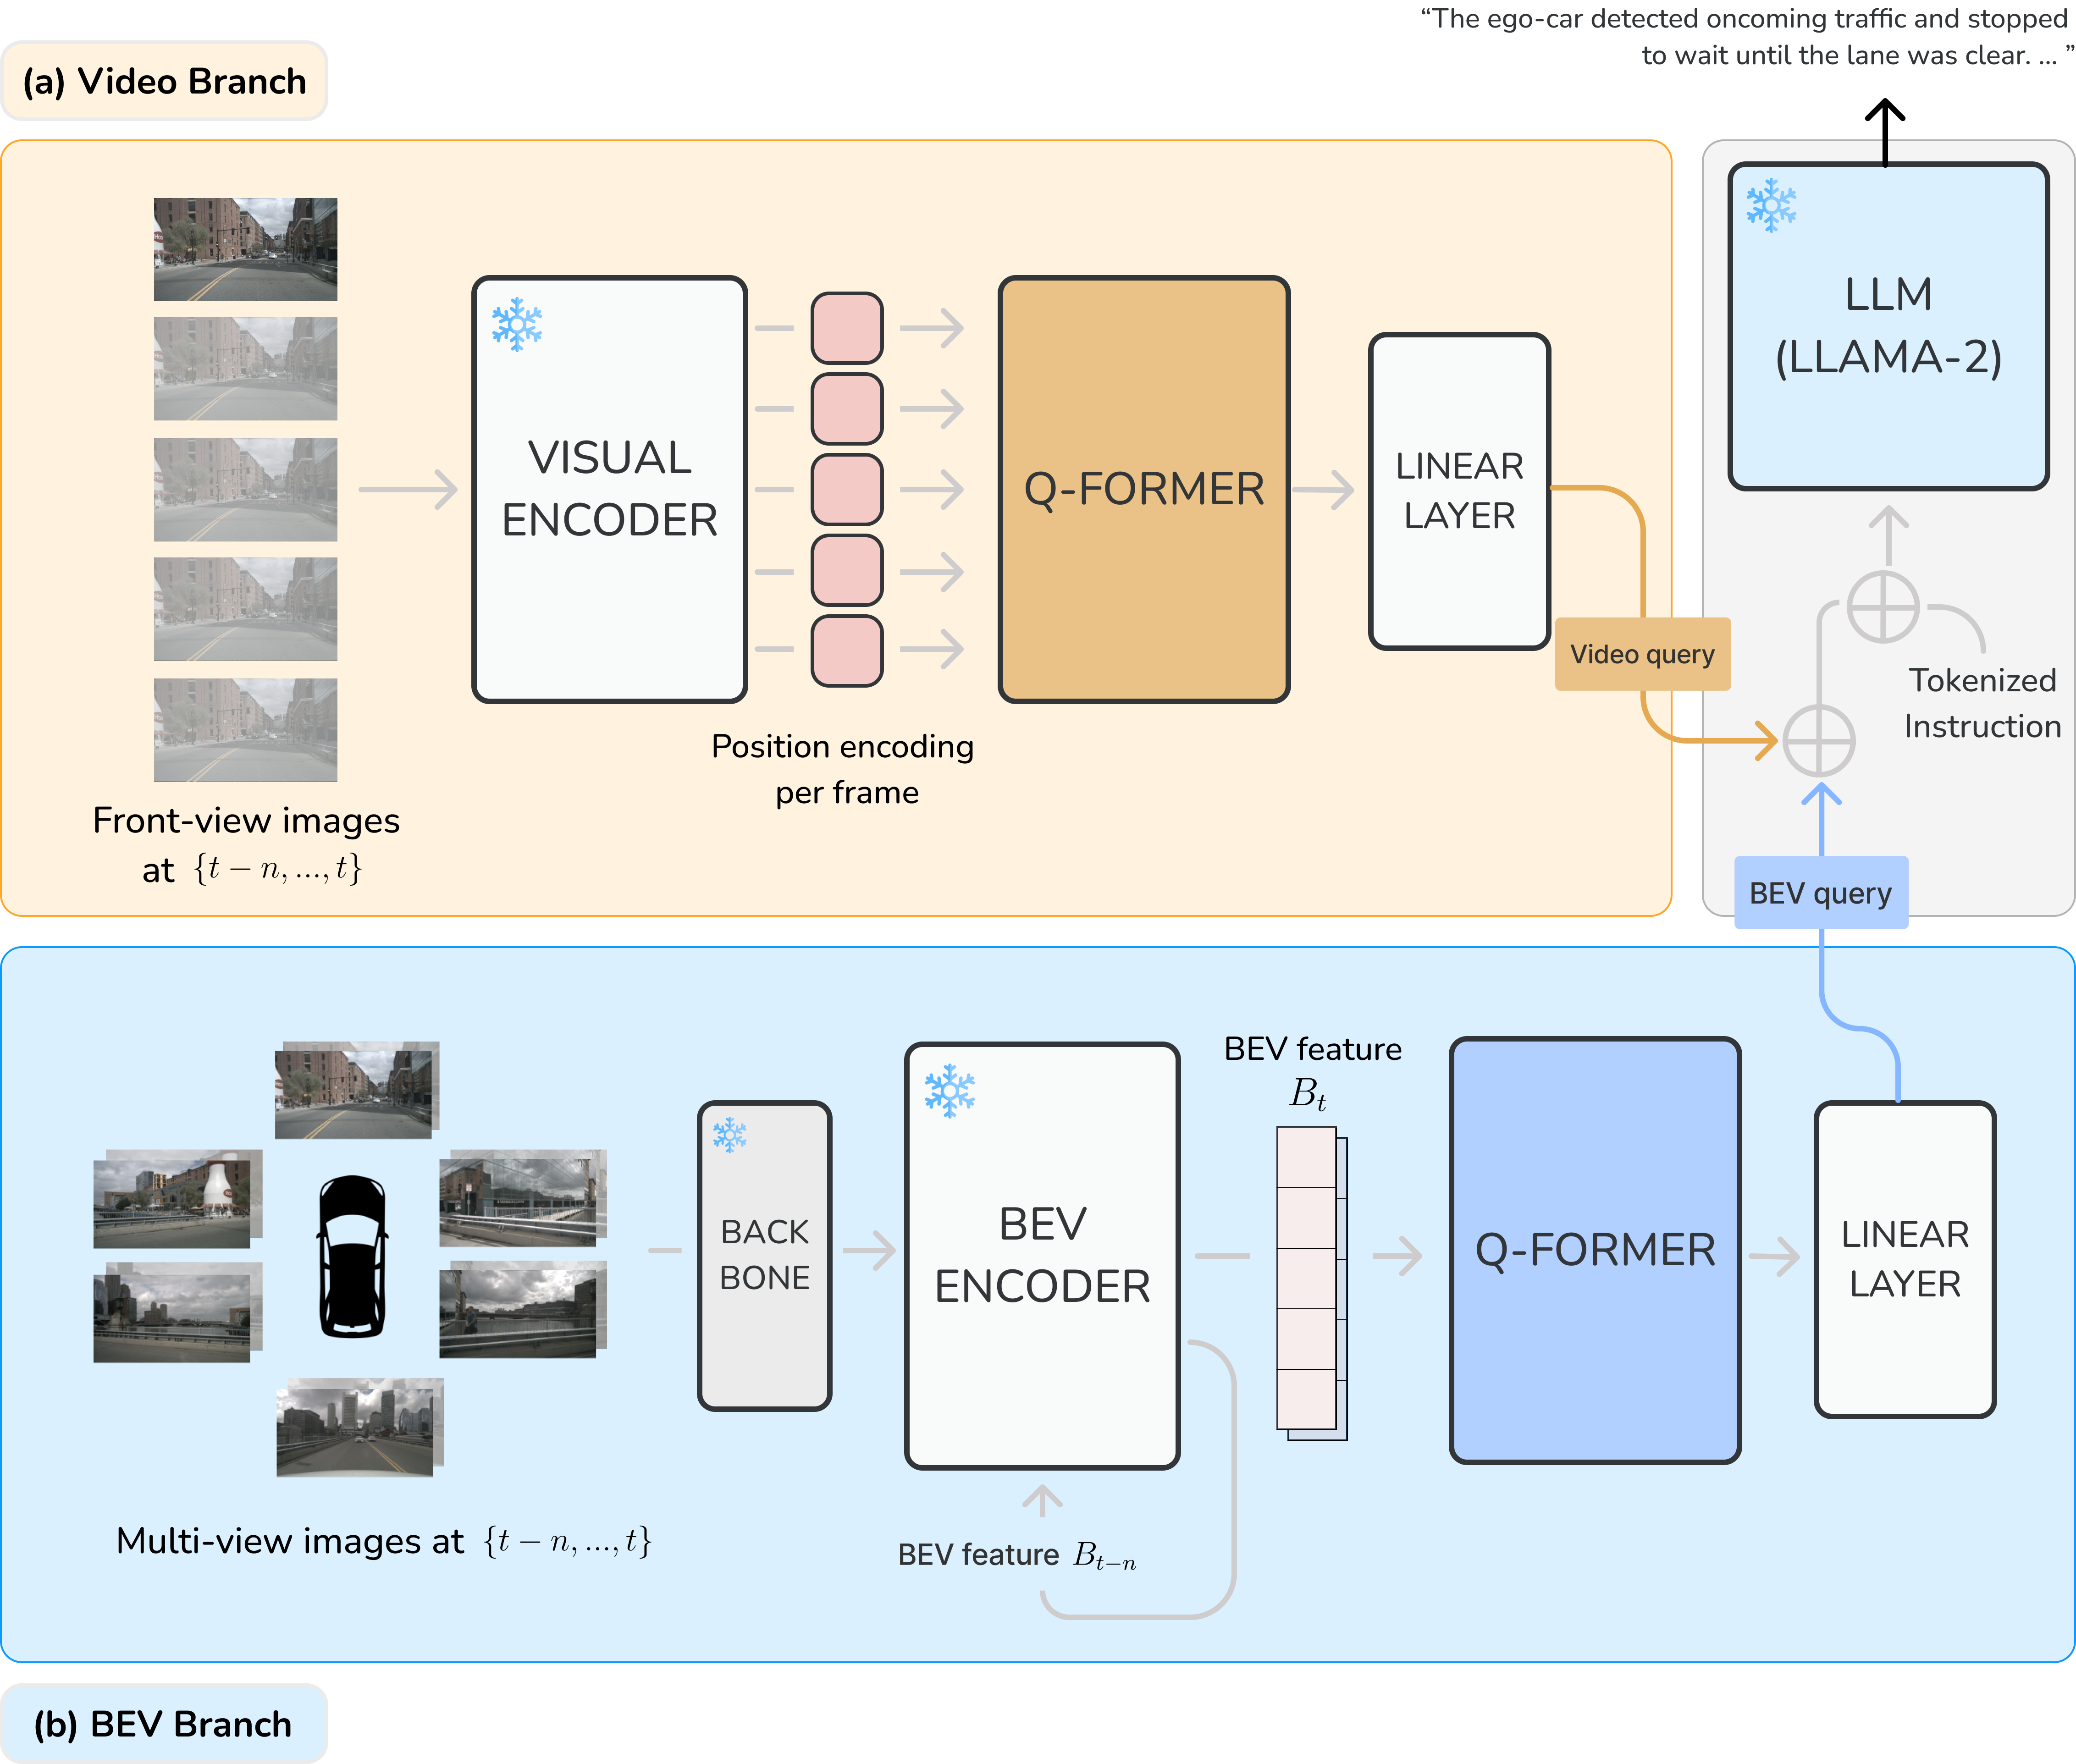 “The ego-car detected oncoming traffic and stopped
to wait until the lane was clear. ... ”
(a) Video Branch
VISUAL
ENCODER
Q-FORMER
LINEAR
LAYER
LLM
(LLAMA-2)
Video query
Tokenized
Instruction
Position encoding
per frame
Front-view images
at {t − n, ..., t}
BEV query
BEV feature
B_t
BACK
BONE
BEV
ENCODER
Q-FORMER
LINEAR
LAYER
Multi-view images at {t − n, ..., t}
BEV feature B_{t−n}
(b) BEV Branch